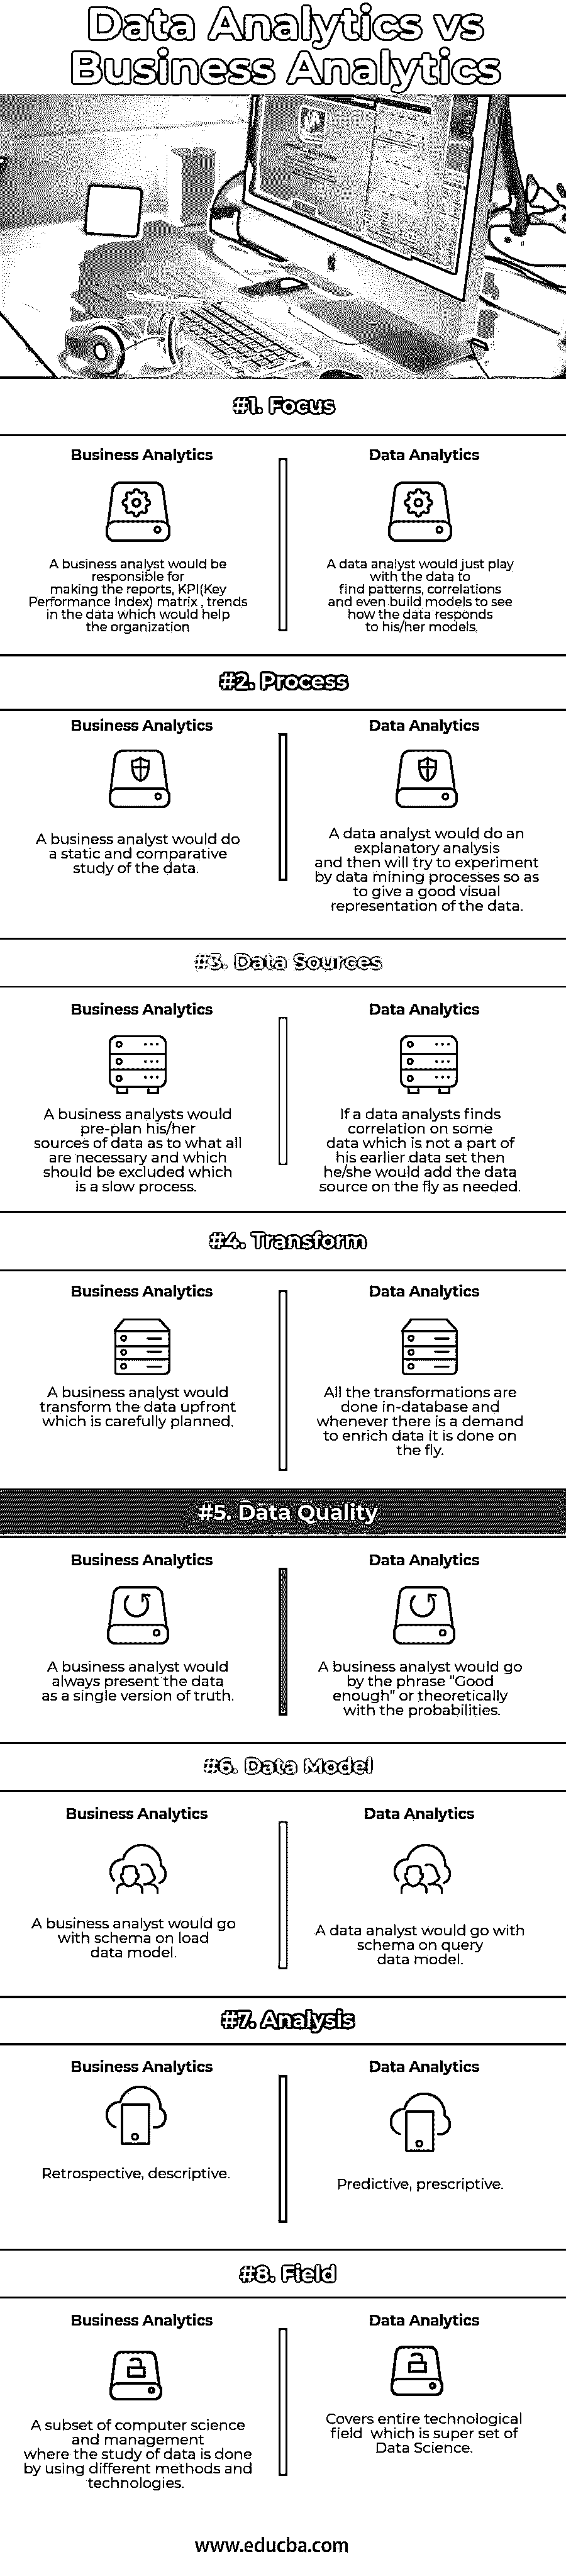 Data Analytics vs
Business Analytics
#1. Focus
Business Analytics
A business analyst would be
responsible for
making the reports, KPI(Key
Performance Index) matrix , trends
in the data which would help
the organization
Data Analytics
A data analyst would just play
with the data to
find patterns, correlations
and even build models to see
how the data responds
to his/her models.
#2. Process
Business Analytics
A business analyst would do
a static and comparative
study of the data.
Data Analytics
A data analyst would do an
explanatory analysis
and then will try to experiment
by data mining processes so as
to give a good visual
representation of the data.
#3. Data Sources
Business Analytics
A business analysts would
pre-plan his/her
sources of data as to what all
are necessary and which
should be excluded which
is a slow process.
Data Analytics
If a data analysts finds
correlation on some
data which is not a part of
his earlier data set then
he/she would add the data
source on the fly as needed.
#4. Transform
Business Analytics
A business analyst would
transform the data upfront
which is carefully planned.
Data Analytics
All the transformations are
done in-database and
whenever there is a demand
to enrich data it is done on
the fly.
#5. Data Quality
Business Analytics
A business analyst would
always present the data
as a single version of truth.
Data Analytics
A business analyst would go
by the phrase “Good
enough” or theoretically
with the probabilities.
#6. Data Model
Business Analytics
A business analyst would go
with schema on load
data model.
Data Analytics
A data analyst would go with
schema on query
data model.
#7. Analysis
Business Analytics
Retrospective, descriptive.
Data Analytics
Predictive, prescriptive.
#8. Field
Business Analytics
A subset of computer science
and management
where the study of data is done
by using different methods and
technologies.
Data Analytics
Covers entire technological
field which is super set of
Data Science.
www.educba.com